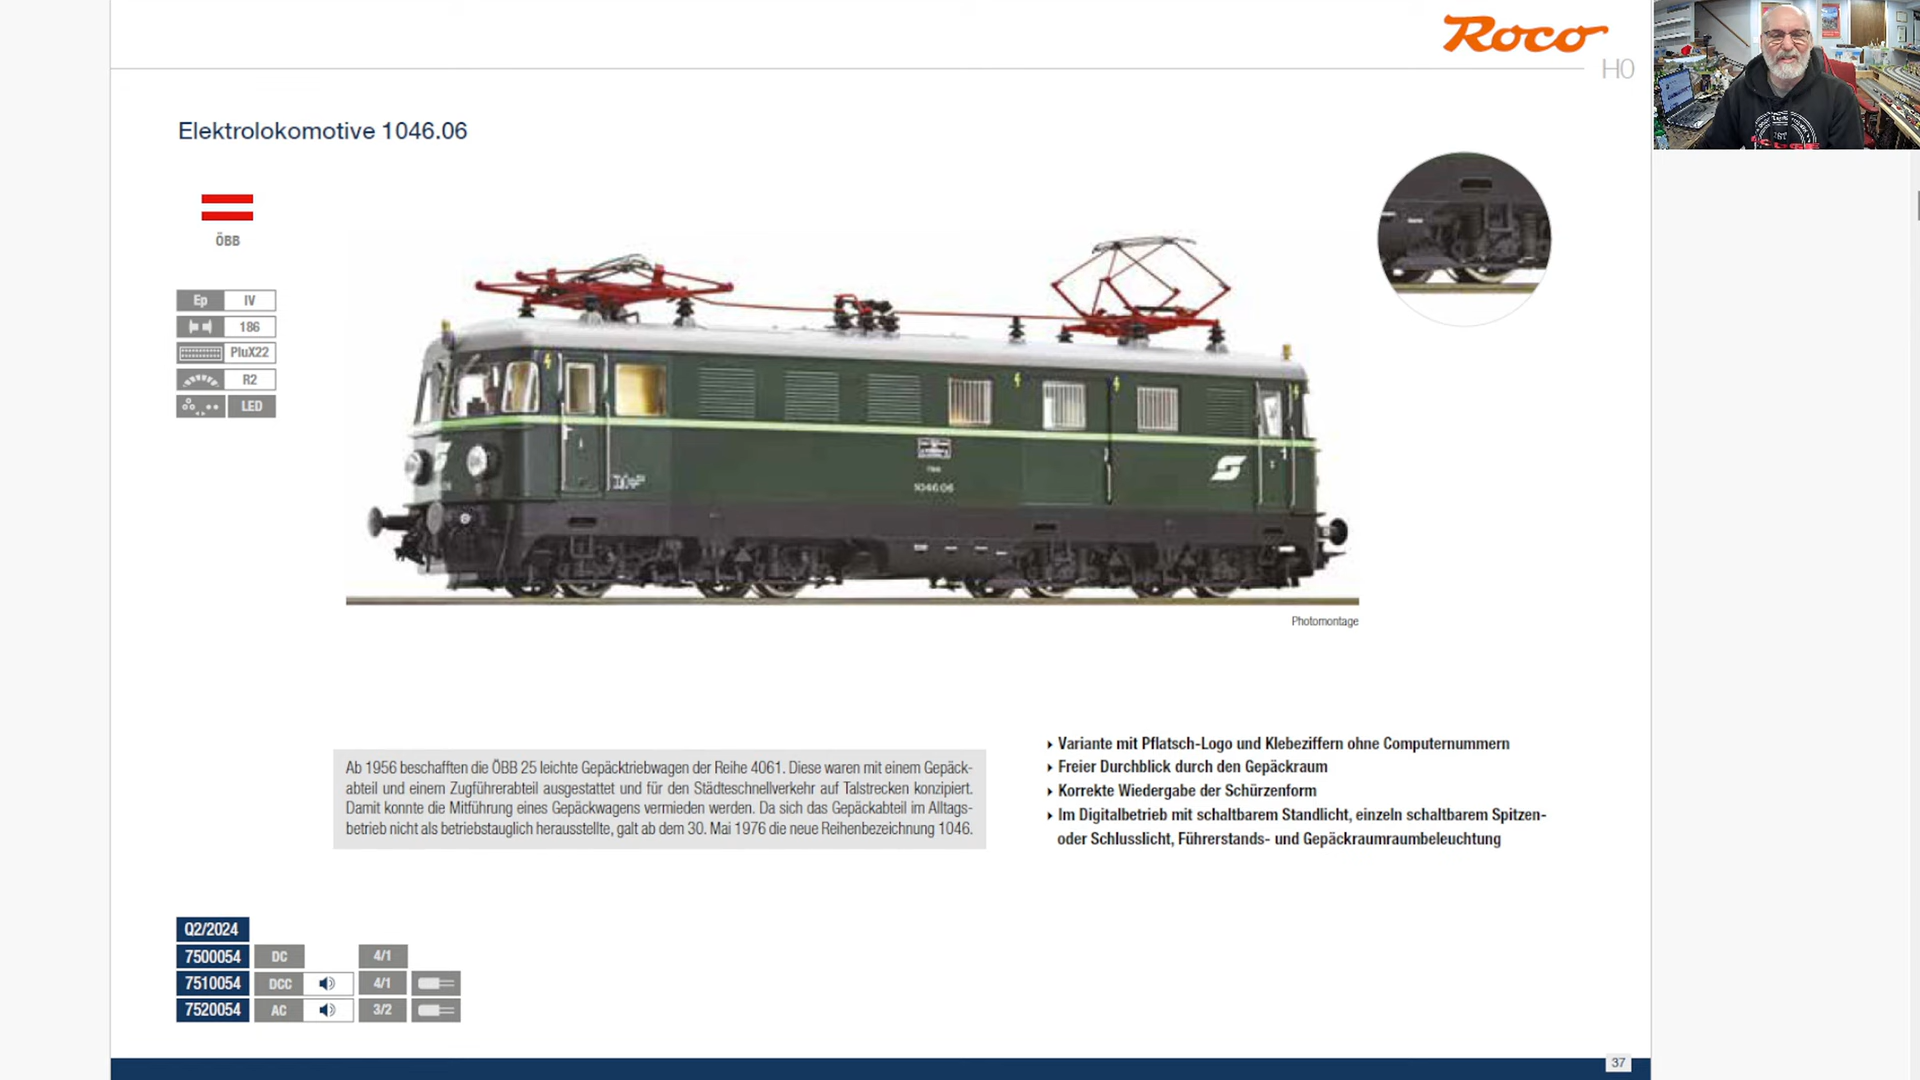 Roco
H0
Elektrolokomotive 1046.06
ÖBB
Ep IV
186
PluX22
R2
LED
1046.06
Photomontage
Ab 1956 beschafften die ÖBB 25 leichte Gepäcktriebwagen der Reihe 4061. Diese waren mit einem Gepäck-
abteil und einem Zugführerabteil ausgestattet und für den Städteschnellverkehr auf Talstrecken konzipiert.
Damit konnte die Mitführung eines Gepäckwagens vermieden werden. Da sich das Gepäckabteil im Alltags-
betrieb nicht als betriebstauglich herausstellte, galt ab dem 30. Mai 1976 die neue Reihenbezeichnung 1046.
Variante mit Pflatsch-Logo und Klebeziffern ohne Computernummern
Freier Durchblick durch den Gepäckraum
Korrekte Wiedergabe der Schürzenform
Im Digitalbetrieb mit schaltbarem Standlicht, einzeln schaltbarem Spitzen-
oder Schlusslicht, Führerstands- und Gepäckraumraumbeleuchtung
Q2/2024
7500054 DC 4/1
7510054 DCC 4/1
7520054 AC 3/2
37